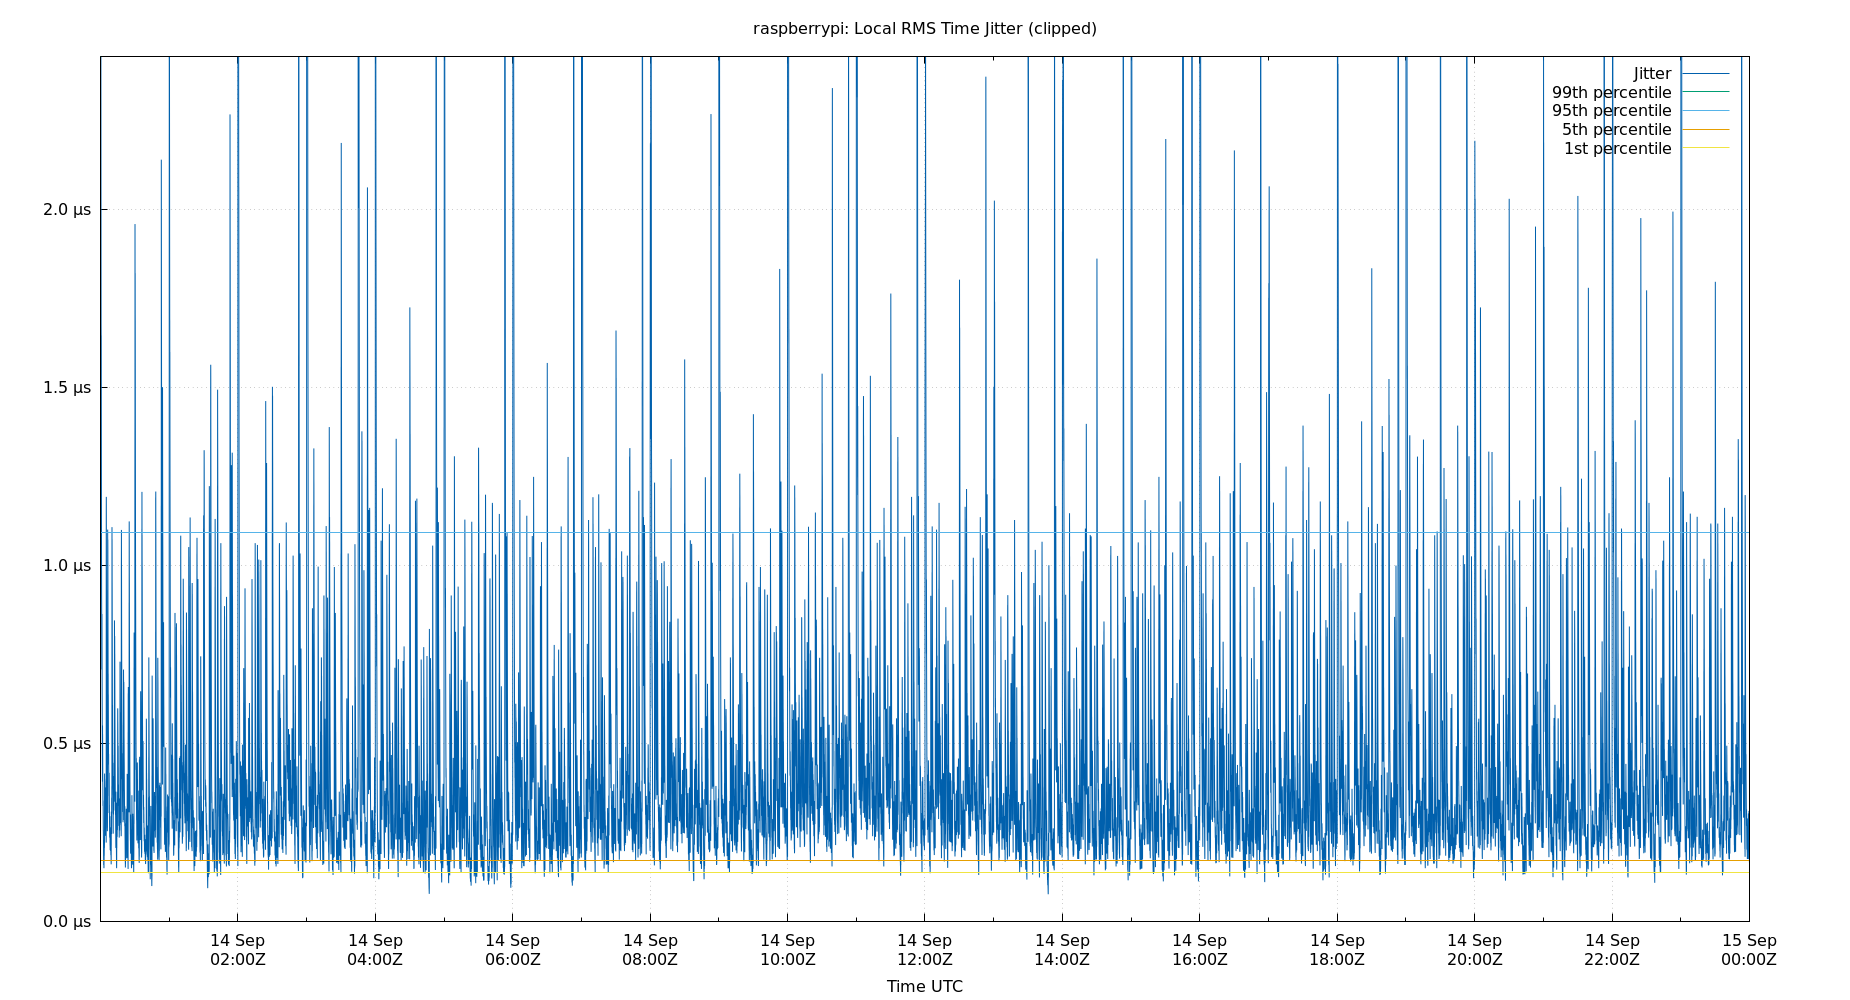 raspberrypi: Local RMS Time Jitter (clipped)
Jitter
99th percentile
95th percentile
5th percentile
1st percentile
2.0 µs
1.5 µs
1.0 µs
0.5 µs
0.0 µs
14 Sep 14 Sep 14 Sep 14 Sep 14 Sep 14 Sep 14 Sep 14 Sep 14 Sep 14 Sep 14 Sep 15 Sep
02:00Z 04:00Z 06:00Z 08:00Z 10:00Z 12:00Z 14:00Z 16:00Z 18:00Z 20:00Z 22:00Z 00:00Z
Time UTC